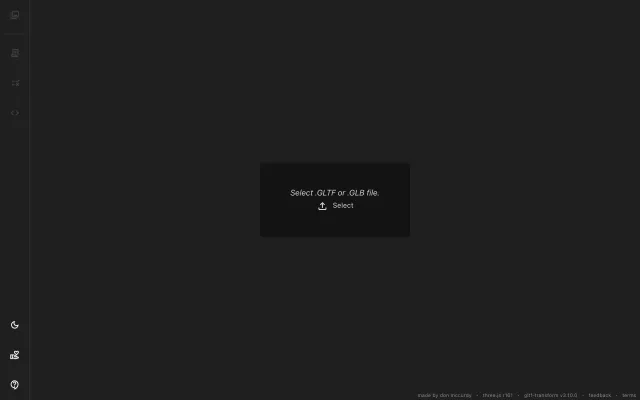 Select .GLTF or .GLB file.
Select
made by don mccurdy - three.js r161 - gltf-transform v3.10.0 - feedback - terms